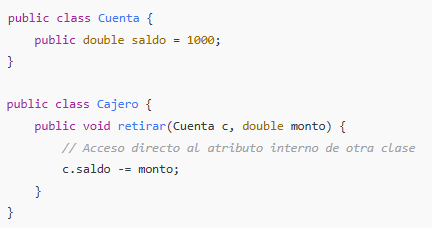 public class Cuenta {
    public double saldo = 1000;
}

public class Cajero {
    public void retirar(Cuenta c, double monto) {
        // Acceso directo al atributo interno de otra clase
        c.saldo -= monto;
    }
}